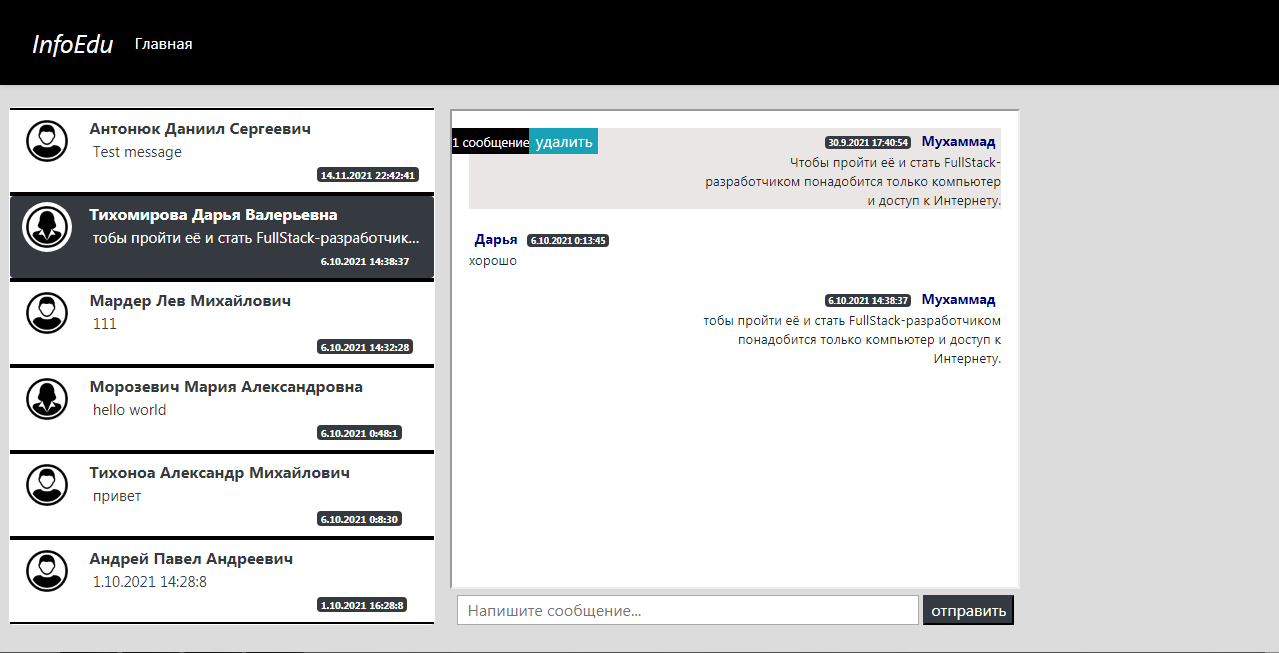 InfoEdu Главная
Антонюк Даниил Сергеевич
Test message
14.11.2021 22:42:41
Тихомирова Дарья Валерьевна
тобы пройти её и стать FullStack-разработчик...
6.10.2021 14:38:37
Мардер Лев Михайлович
111
6.10.2021 14:32:28
Морозевич Мария Александровна
hello world
6.10.2021 0:48:1
Тихоноа Александр Михайлович
привет
6.10.2021 0:8:30
Андрей Павел Андреевич
1.10.2021 14:28:8
1.10.2021 16:28:8
1 сообщение удалить
30.9.2021 17:40:54 Мухаммад
Чтобы пройти её и стать FullStack-
разработчиком понадобится только компьютер
и доступ к Интернету.
Дарья 6.10.2021 0:13:45
хорошо
6.10.2021 14:38:37 Мухаммад
тобы пройти её и стать FullStack-разработчиком
понадобится только компьютер и доступ к
Интернету.
Напишите сообщение... отправить